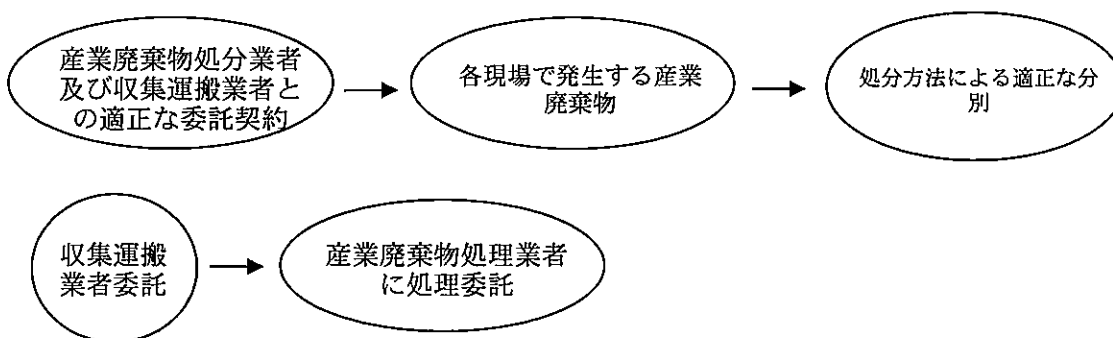 産業廃棄物処分業者
及び収集運搬業者と
の適正な委託契約
各現場で発生する産業
廃棄物
処分方法による適正な分
別
収集運搬
業者委託
産業廃棄物処理業者
に処理委託